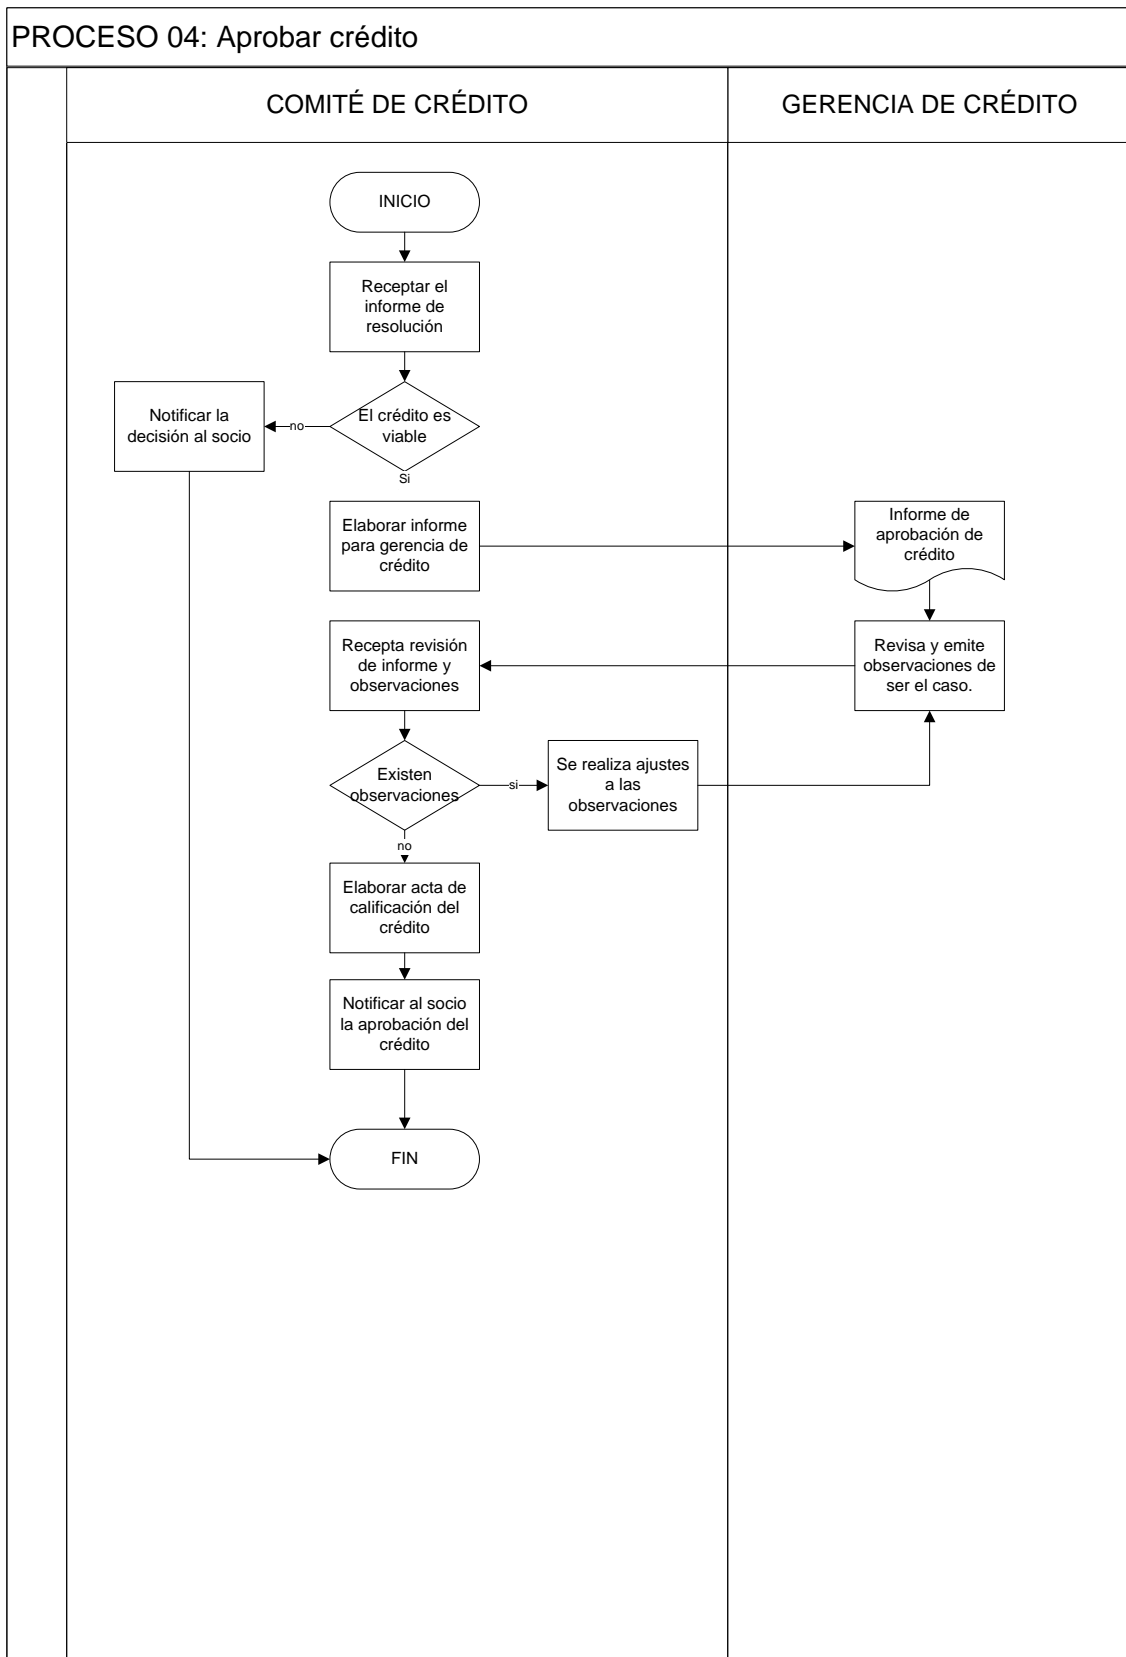 PROCESO 04: Aprobar crédito
COMITÉ DE CRÉDITO
GERENCIA DE CRÉDITO
INICIO
Receptar el
informe de
resolución
El crédito es
viable
no
Notificar la
decisión al socio
Si
Elaborar informe
para gerencia de
crédito
Informe de
aprobación de
crédito
Revisa y emite
observaciones de
ser el caso.
Recepta revisión
de informe y
observaciones
Existen
observaciones
si
Se realiza ajustes
a las
observaciones
no
Elaborar acta de
calificación del
crédito
Notificar al socio
la aprobación del
crédito
FIN